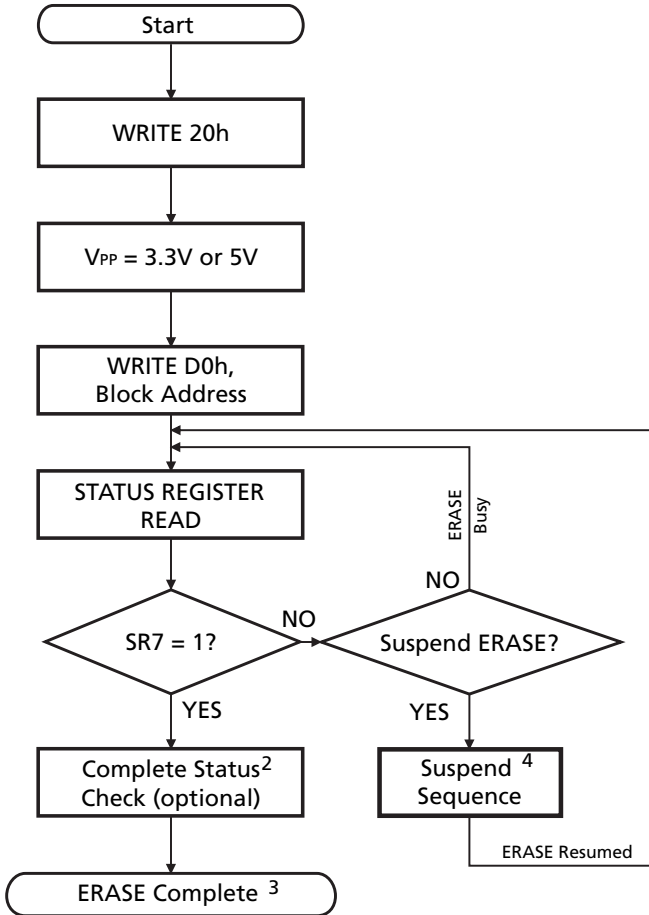 Start
WRITE 20h
VPP = 3.3V or 5V
WRITE D0h,
Block Address
STATUS REGISTER
READ
ERASE
Busy
NO
SR7 = 1?
NO
Suspend ERASE?
YES
YES
Complete Status2
Check (optional)
Suspend 4
Sequence
ERASE Resumed
ERASE Complete 3